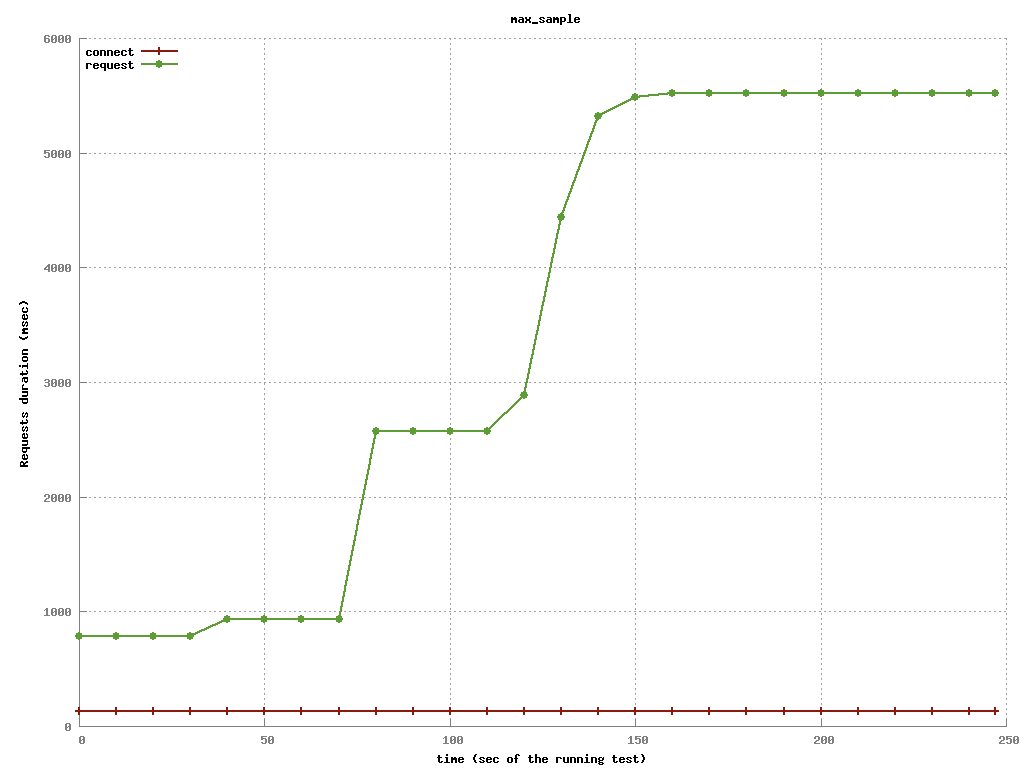 max_sample
6000
connect
request
5000
4000
3000
2000
1000
0
Requests duration (msec)
0 50 100 150 200 250
time (sec of the running test)